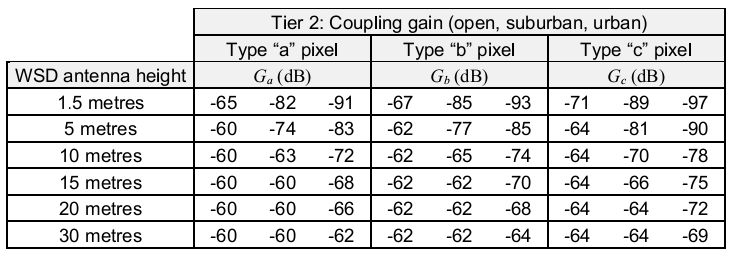 Tier 2: Coupling gain (open, suburban, urban)
Type “a” pixel Type “b” pixel Type “c” pixel
WSD antenna height Ga (dB) Gb (dB) Gc (dB)
1.5 metres -65 -82 -91 -67 -85 -93 -71 -89 -97
5 metres -60 -74 -83 -62 -77 -85 -64 -81 -90
10 metres -60 -63 -72 -62 -65 -74 -64 -70 -78
15 metres -60 -60 -68 -62 -62 -70 -64 -66 -75
20 metres -60 -60 -66 -62 -62 -68 -64 -64 -72
30 metres -60 -60 -62 -62 -62 -64 -64 -64 -69